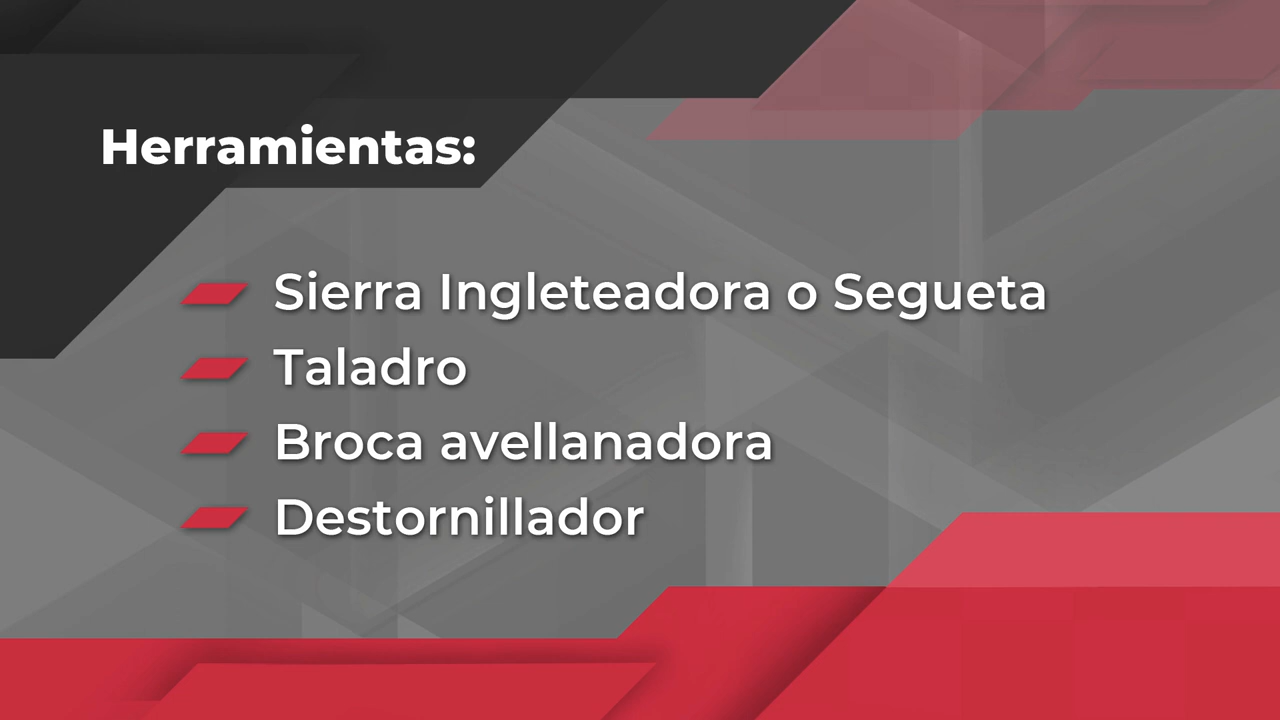 Herramientas:
Sierra Ingleteadora o Segueta
Taladro
Broca avellanadora
Destornillador